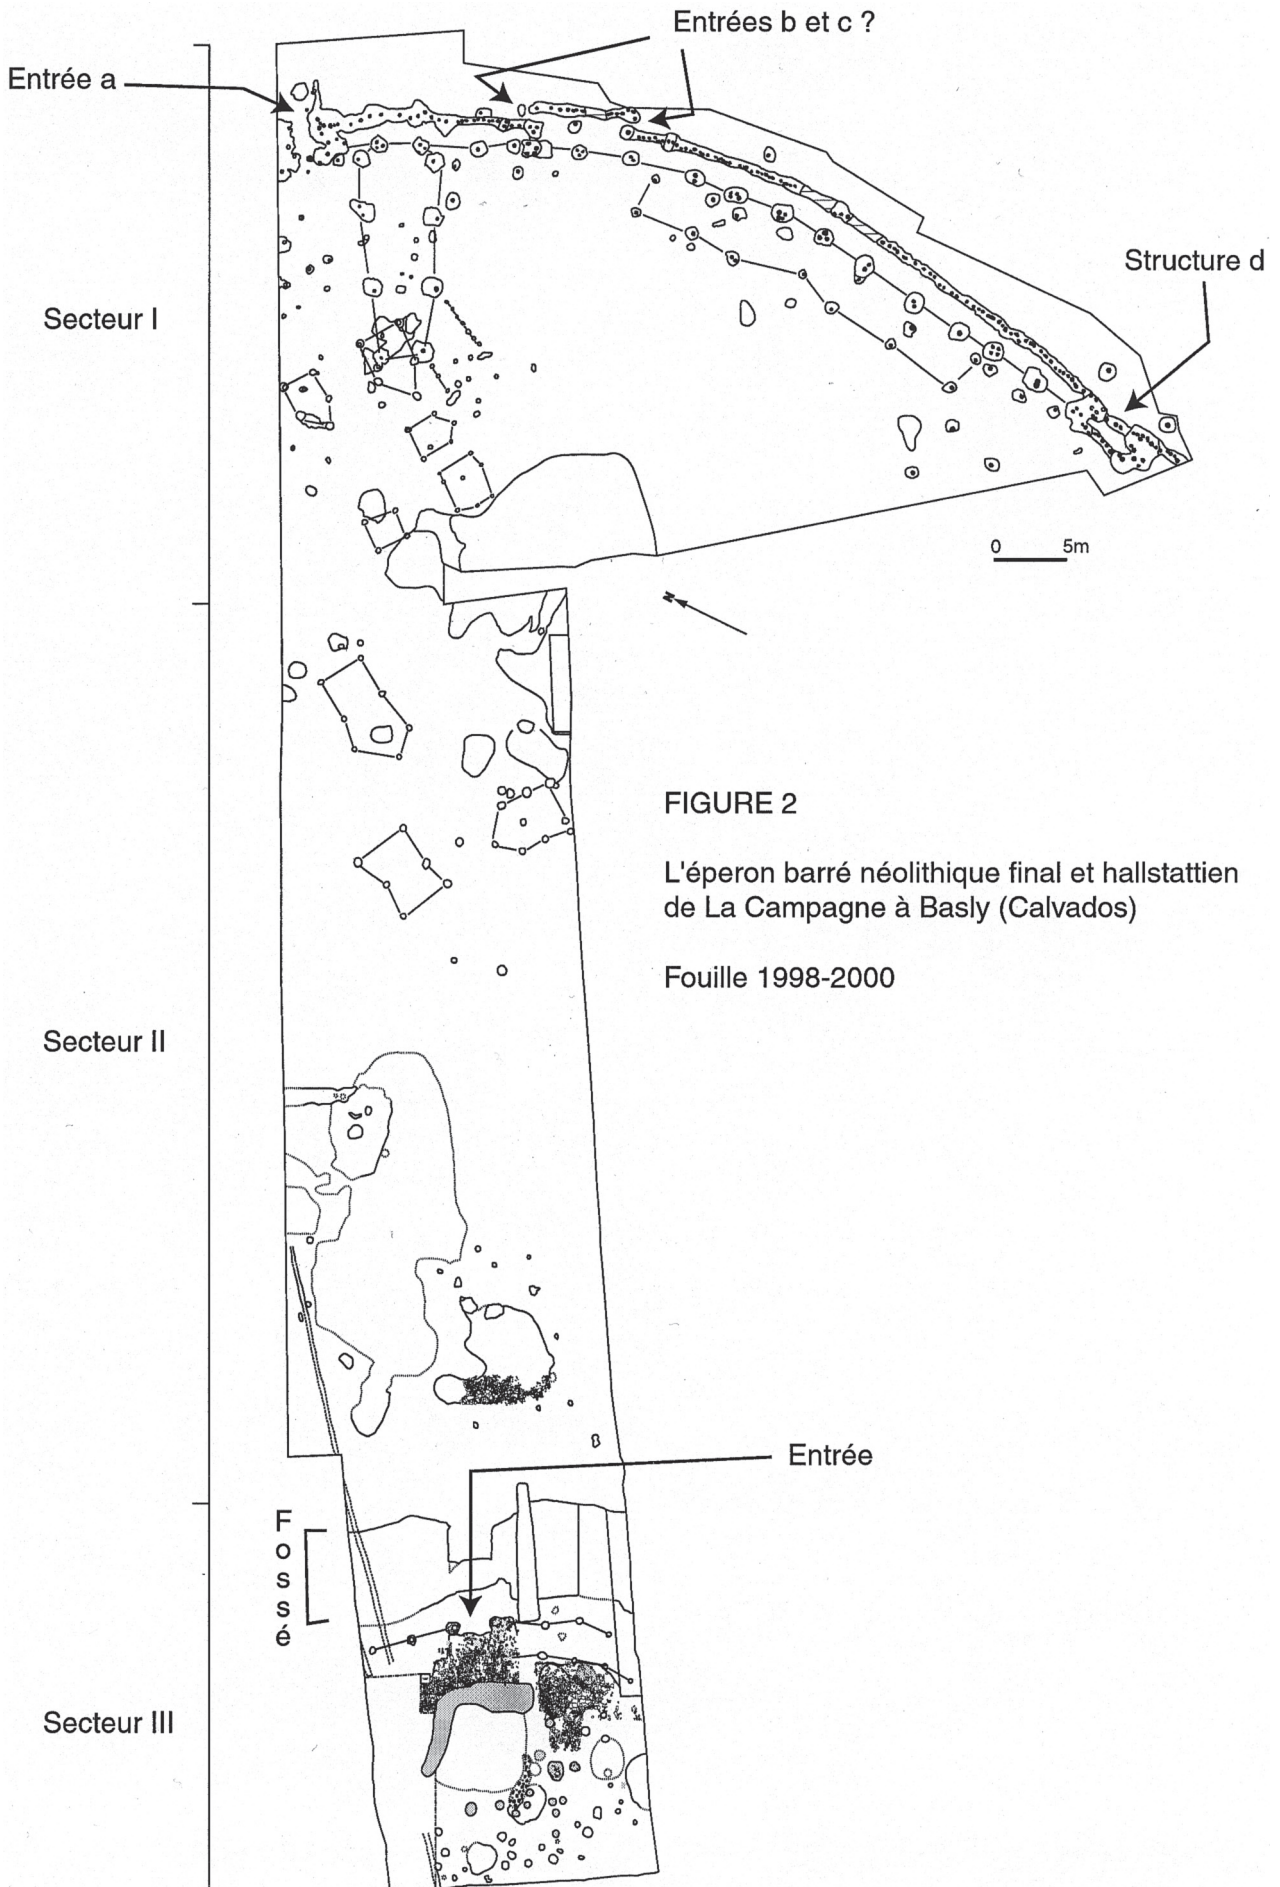 Entrées b et c ?
Entrée a
Structure d
Secteur I
0 5m
N
FIGURE 2
L'éperon barré néolithique final et hallstattien
de La Campagne à Basly (Calvados)
Fouille 1998-2000
Secteur II
Entrée
Fossé
Secteur III